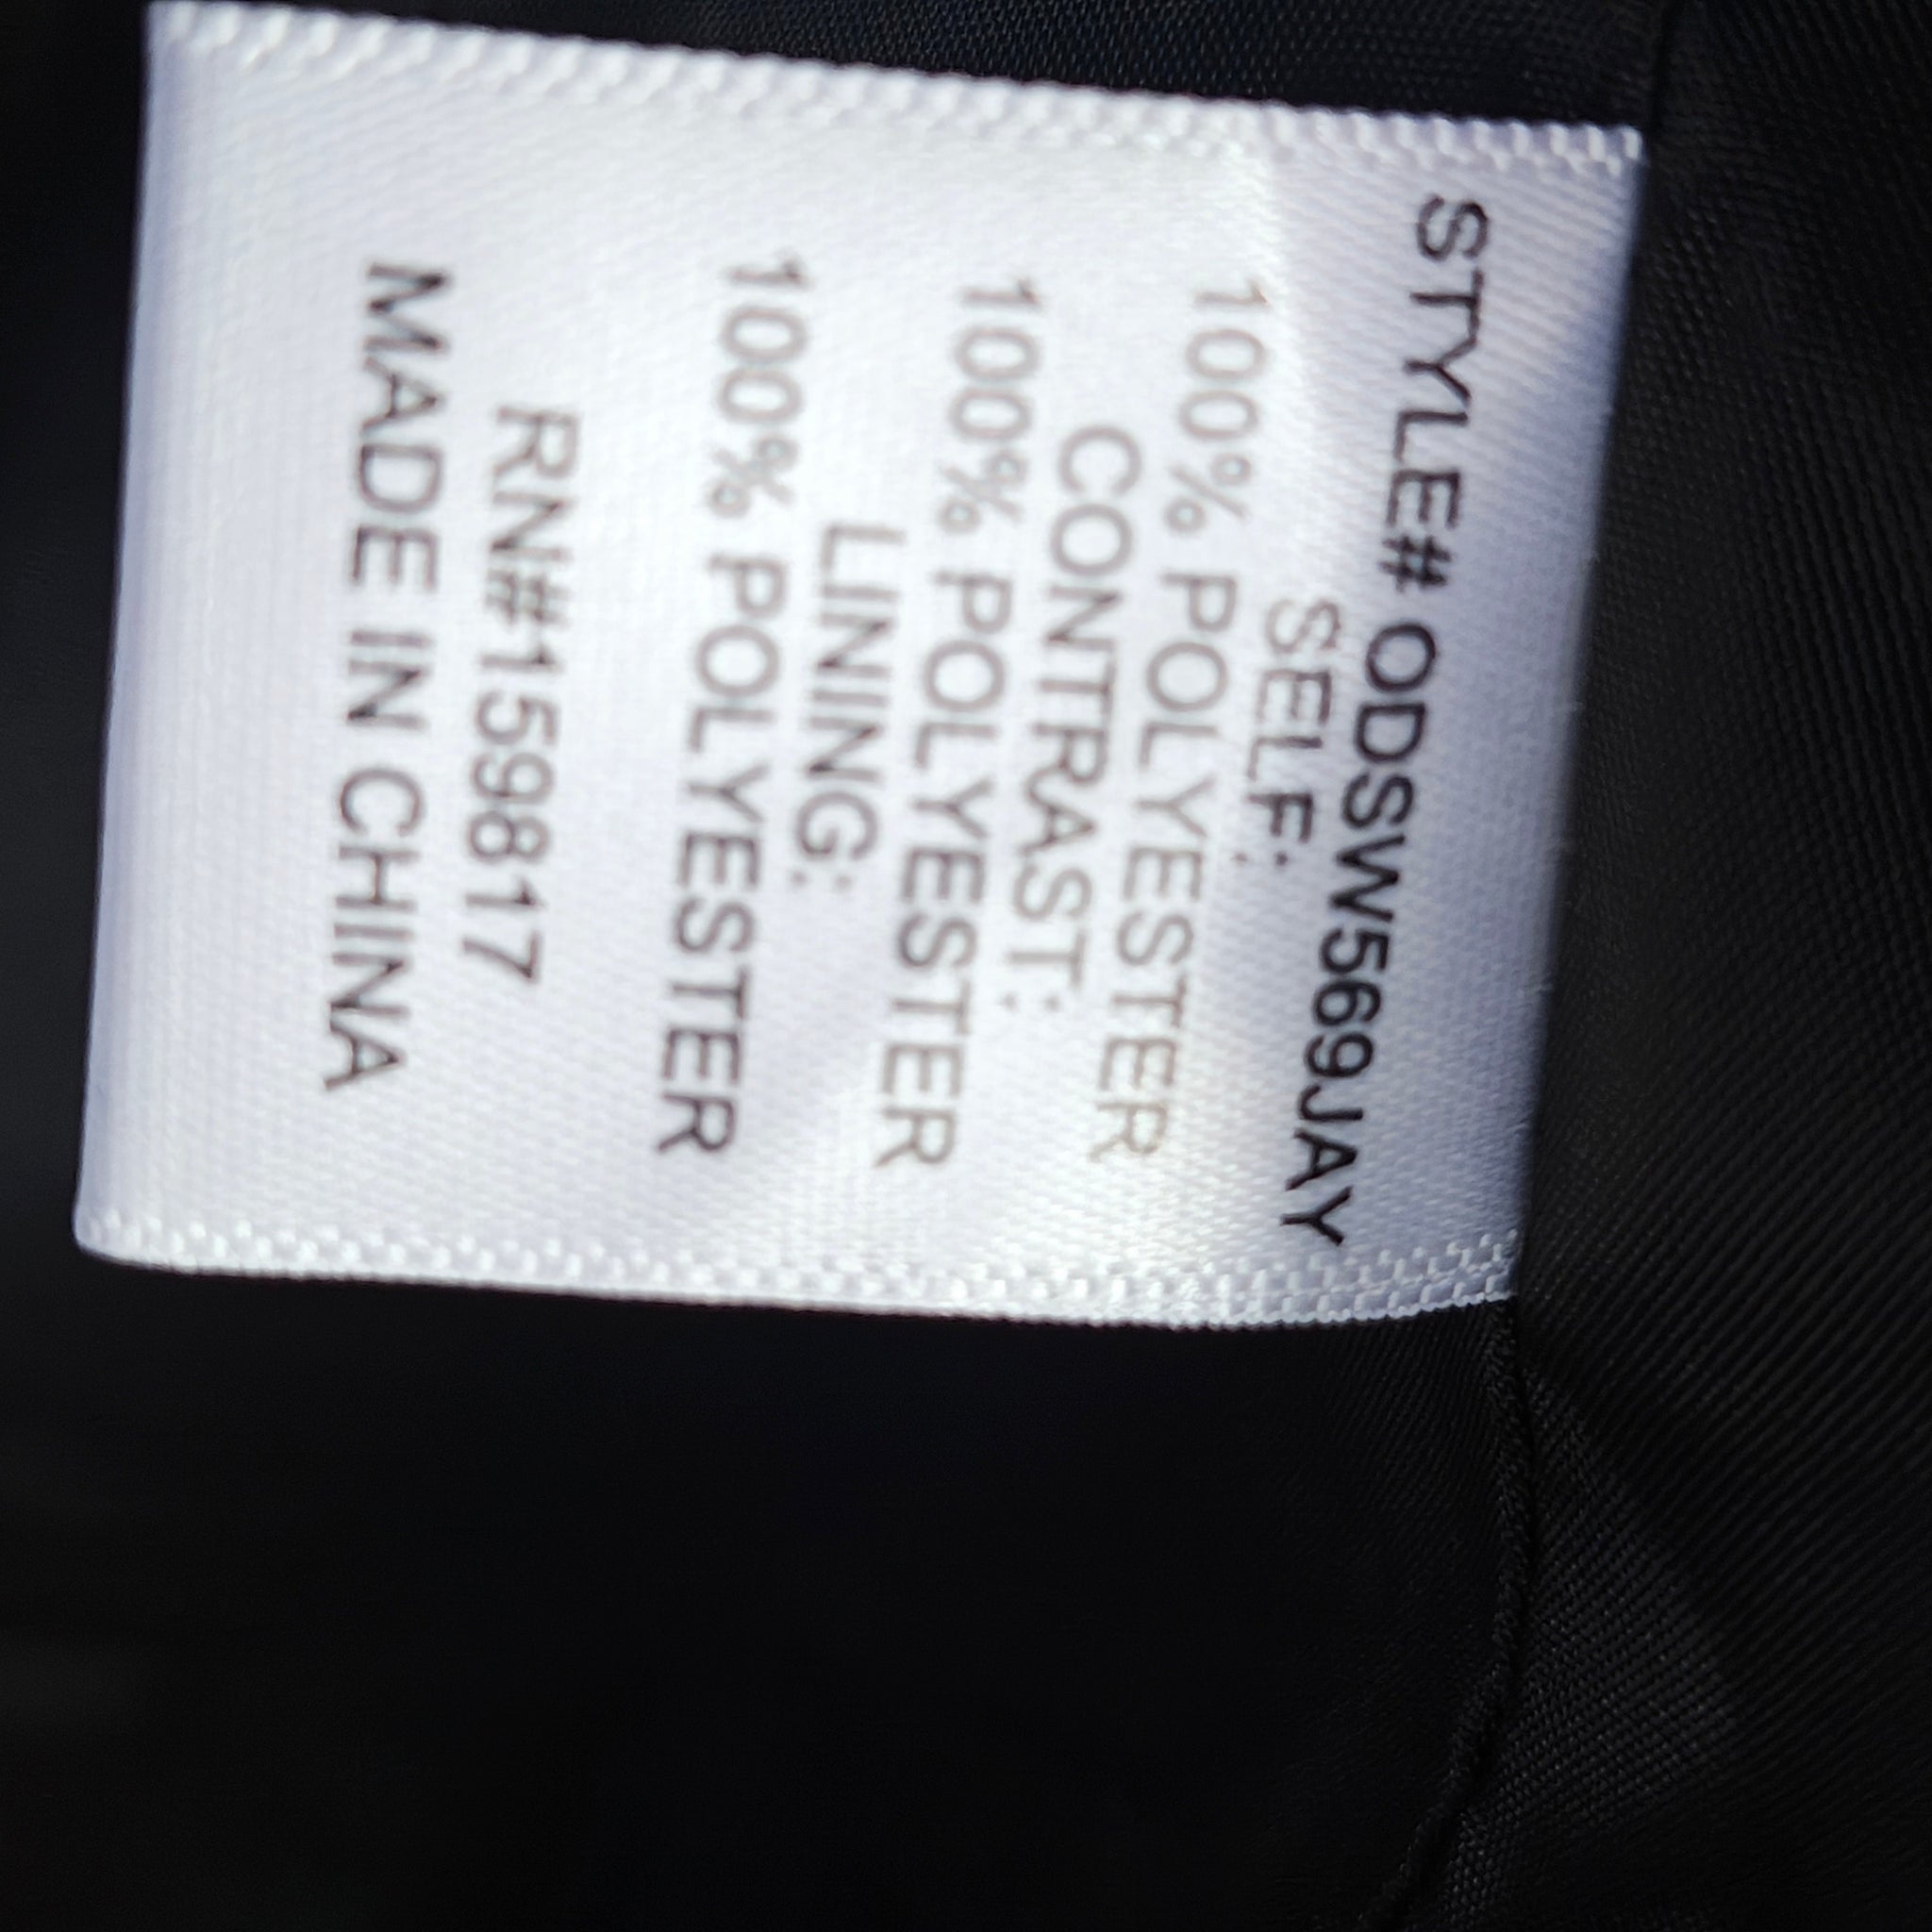 STYLE# ODSW569JAY
SELF:
100% POLYESTER
CONTRAST:
100% POLYESTER
LINING:
100% POLYESTER
RN#159817
MADE IN CHINA